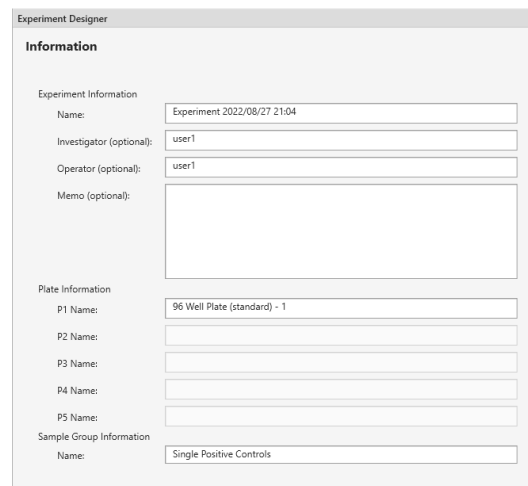 Experiment Designer
Information
Experiment Information
Name: Experiment 2022/08/27 21:04
Investigator (optional): user1
Operator (optional): user1
Memo (optional):
Plate Information
P1 Name: 96 Well Plate (standard) - 1
P2 Name:
P3 Name:
P4 Name:
P5 Name:
Sample Group Information
Name: Single Positive Controls